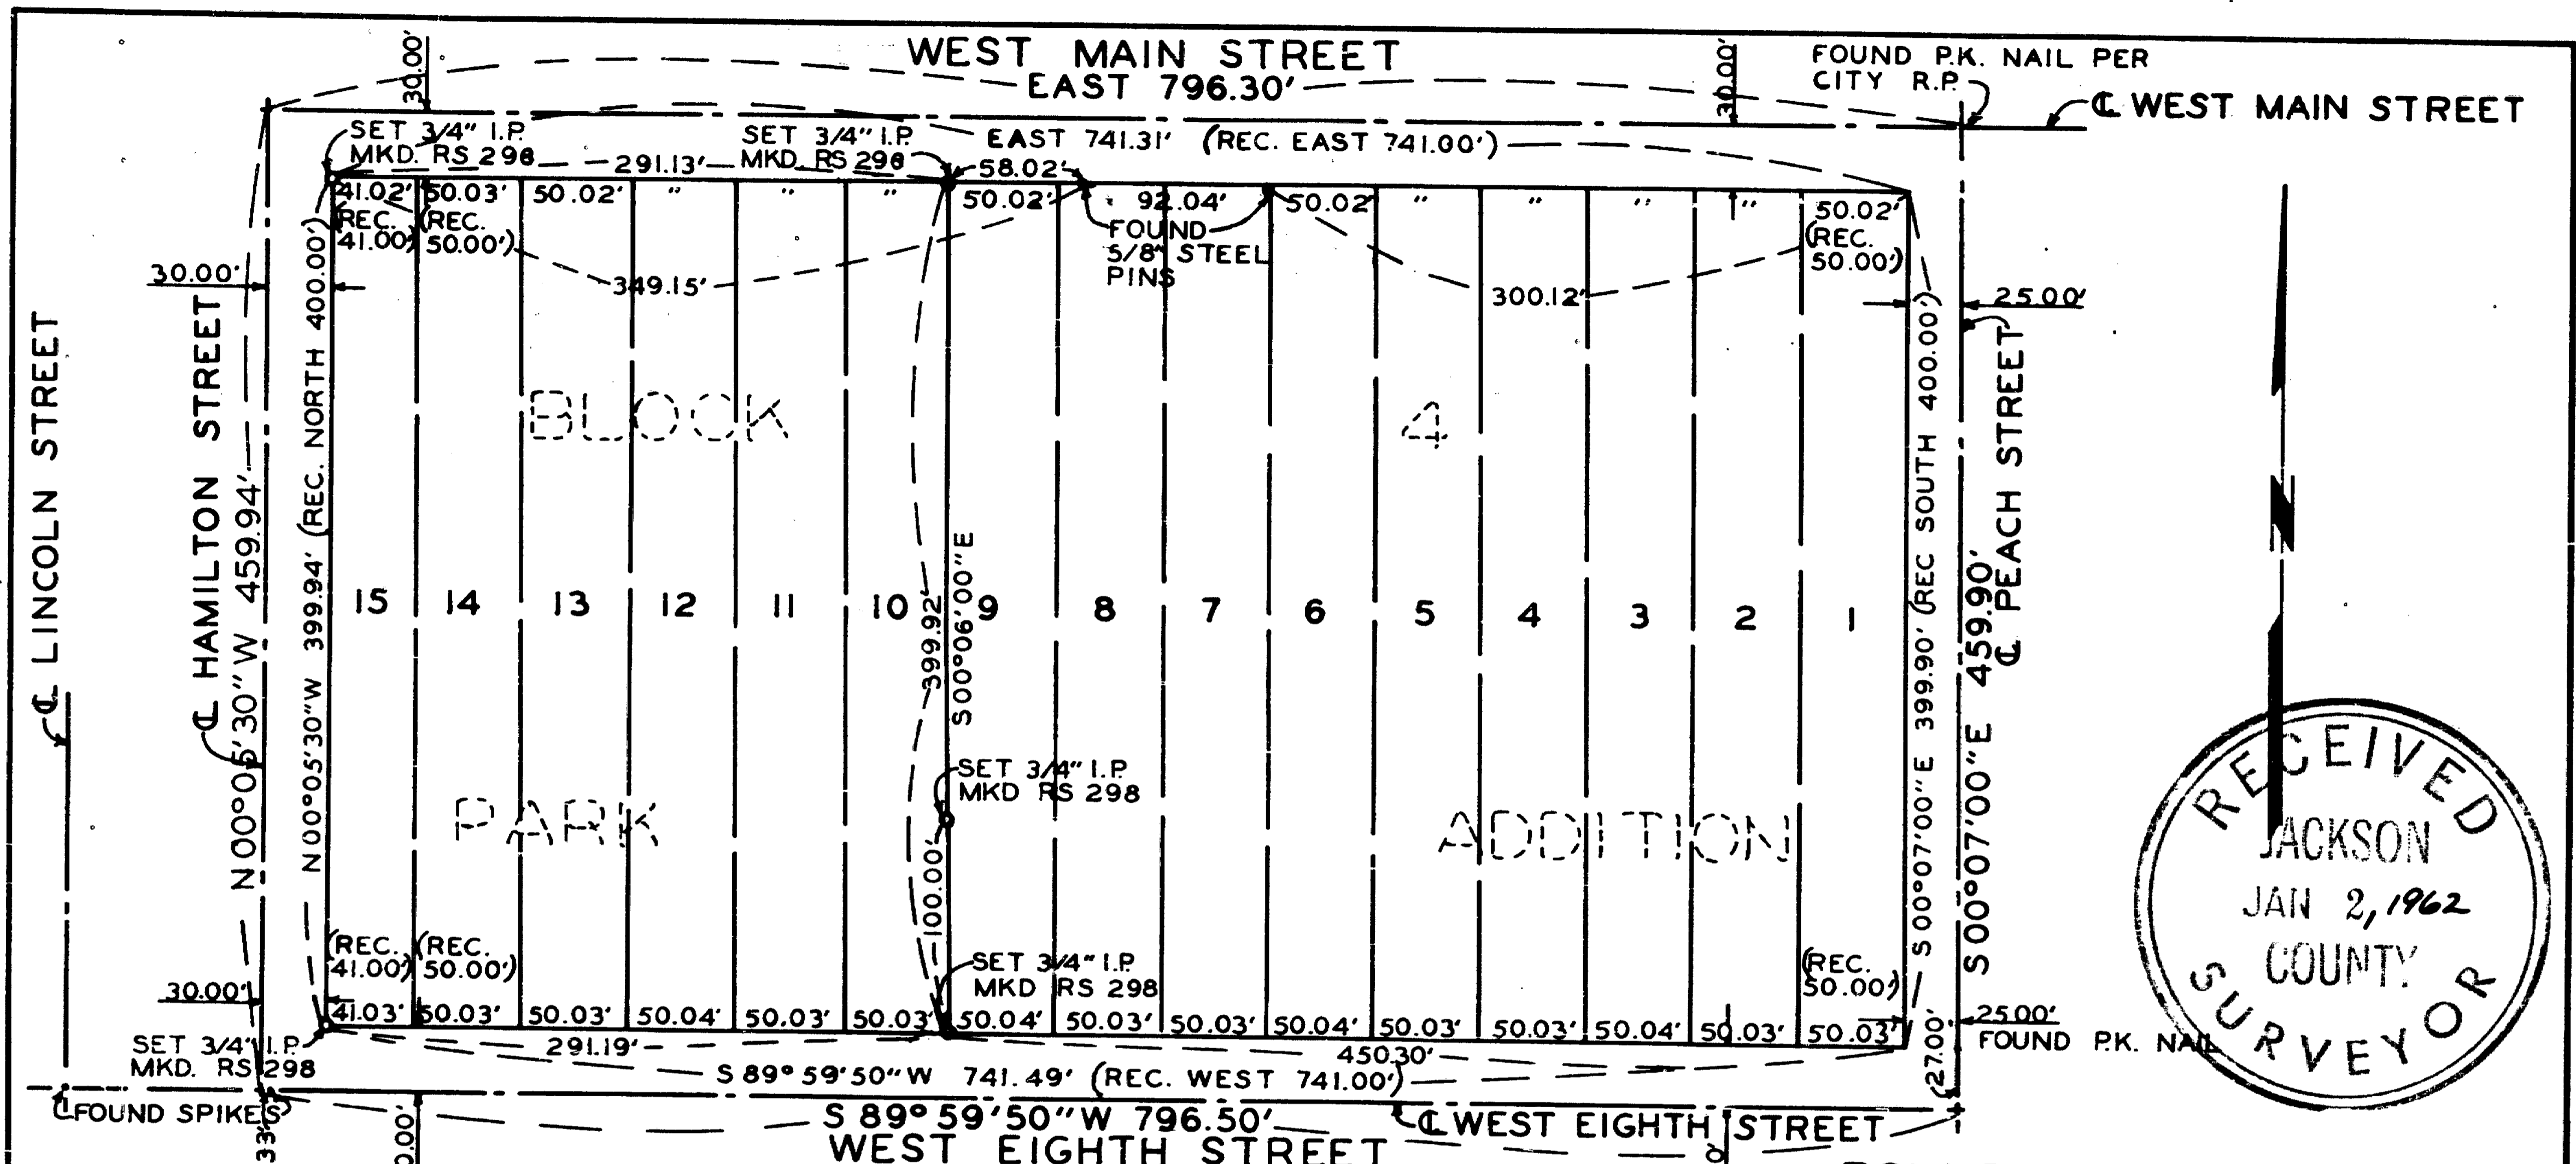 WEST MAIN STREET
EAST 796.30'
30.00'
30.00'
FOUND P.K. NAIL PER
CITY R.P.
℄ WEST MAIN STREET
SET 3/4" I.P.
MKD. RS 298
291.13'
SET 3/4" I.P.
MKD. RS 298
EAST 741.31' (REC. EAST 741.00')
58.02'
41.02' 50.03' 50.02' " " " 50.02' 92.04' 50.02' " " " " 50.02'
(REC. 41.00')
(REC. 50.00')
FOUND
5/8" STEEL
PINS
(REC. 50.00')
349.15'
300.12'
30.00'
25.00'
℄ LINCOLN STREET
℄ HAMILTON STREET
N 00°05'30" W 459.94'
N 00°05'30" W 399.94' (REC. NORTH 400.00')
BLOCK 4
399.92'
S 00°06'00" E
S 00°07'00" E 399.90' (REC SOUTH 400.00')
S 00°07'00" E 459.90'
℄ PEACH STREET
N
15 14 13 12 11 10 9 8 7 6 5 4 3 2 1
SET 3/4" I.P.
MKD RS 298
PARK ADDITION
100.00'
RECEIVED
JACKSON
JAN 2, 1962
COUNTY
SURVEYOR
(REC. 41.00')
(REC. 50.00')
SET 3/4" I.P.
MKD RS 298
(REC. 50.00')
30.00'
41.03' 50.03' 50.03' 50.04' 50.03' 50.03' 50.04' 50.03' 50.03' 50.04' 50.03' 50.03' 50.04' 50.03' 50.03'
25.00'
FOUND P.K. NAIL
(27.00')
SET 3/4" I.P.
MKD. RS 298
291.19'
450.30'
S 89°59'50" W 741.49' (REC. WEST 741.00')
FOUND SPIKES
S 89°59'50" W 796.50'
℄ WEST EIGHTH STREET
WEST EIGHTH STREET